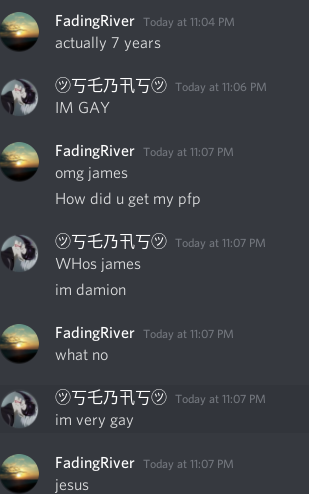 FadingRiver Today at 11:04 PM
actually 7 years
㋡丂乇乃卂丂㋡ Today at 11:06 PM
IM GAY
FadingRiver Today at 11:07 PM
omg james
How did u get my pfp
㋡丂乇乃卂丂㋡ Today at 11:07 PM
WHos james
im damion
FadingRiver Today at 11:07 PM
what no
㋡丂乇乃卂丂㋡ Today at 11:07 PM
im very gay
FadingRiver Today at 11:07 PM
jesus